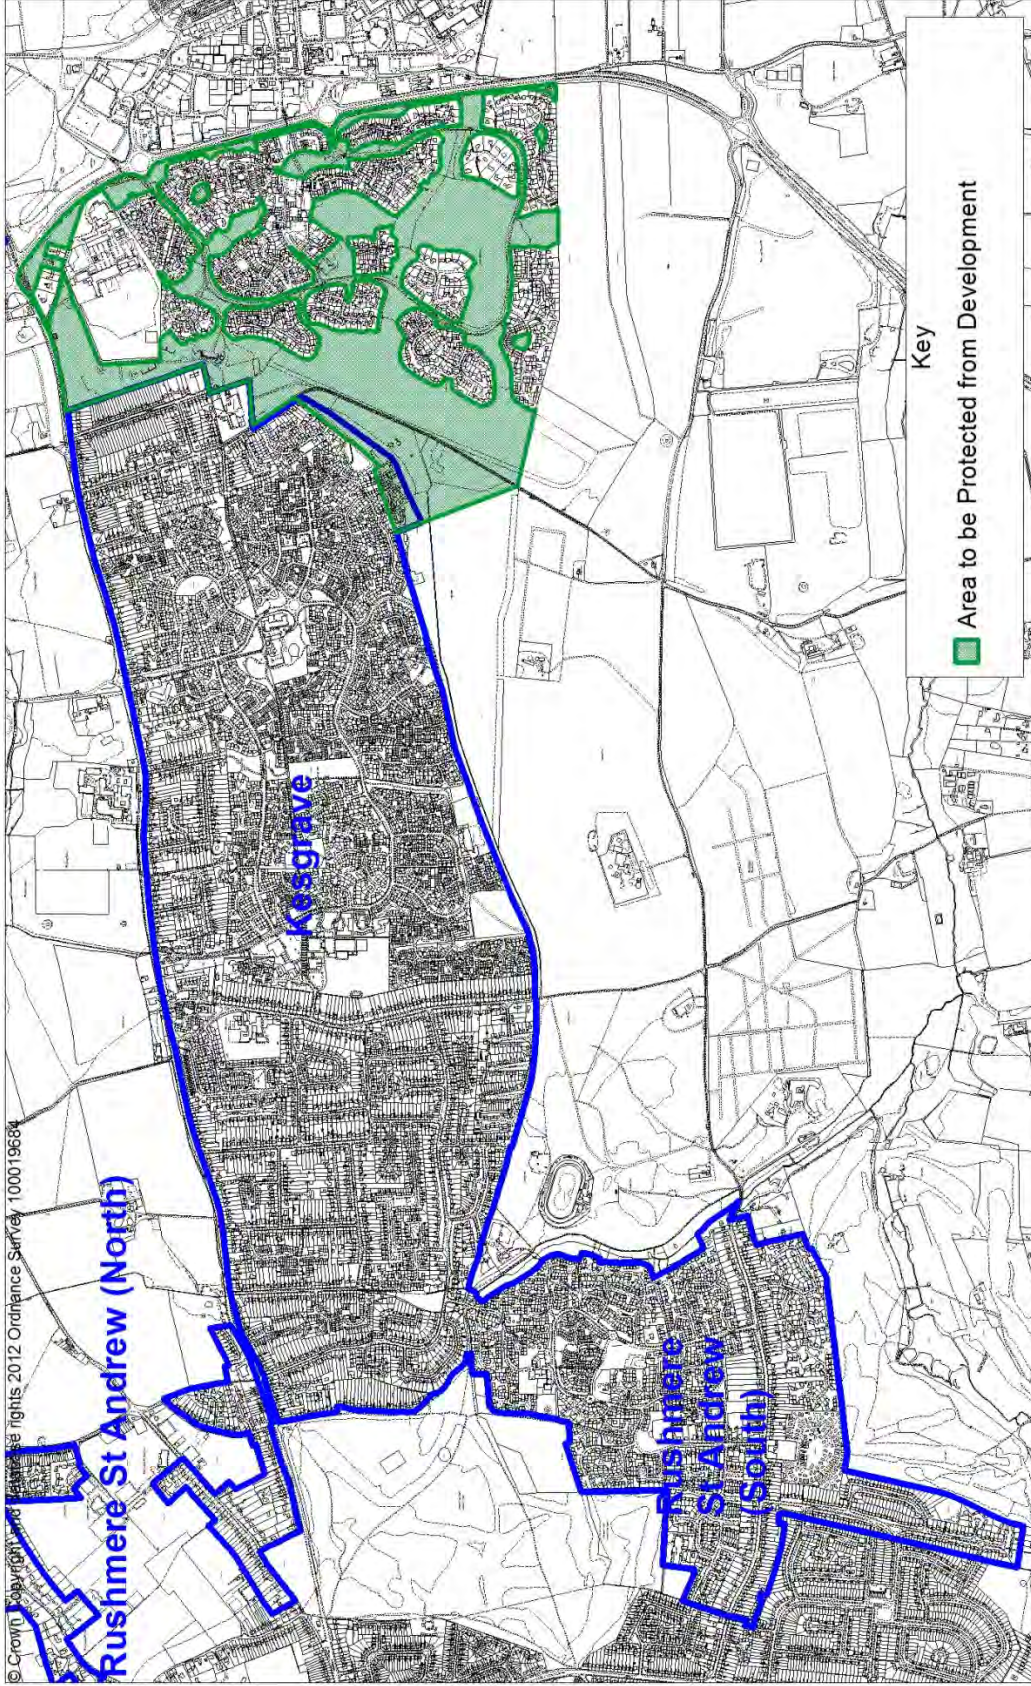 © Crown Copyright and database rights 2012 Ordnance Survey 100019684
Rushmere St Andrew (North)
Kesgrave
Rushmere
St Andrew
(South)
Key
Area to be Protected from Development